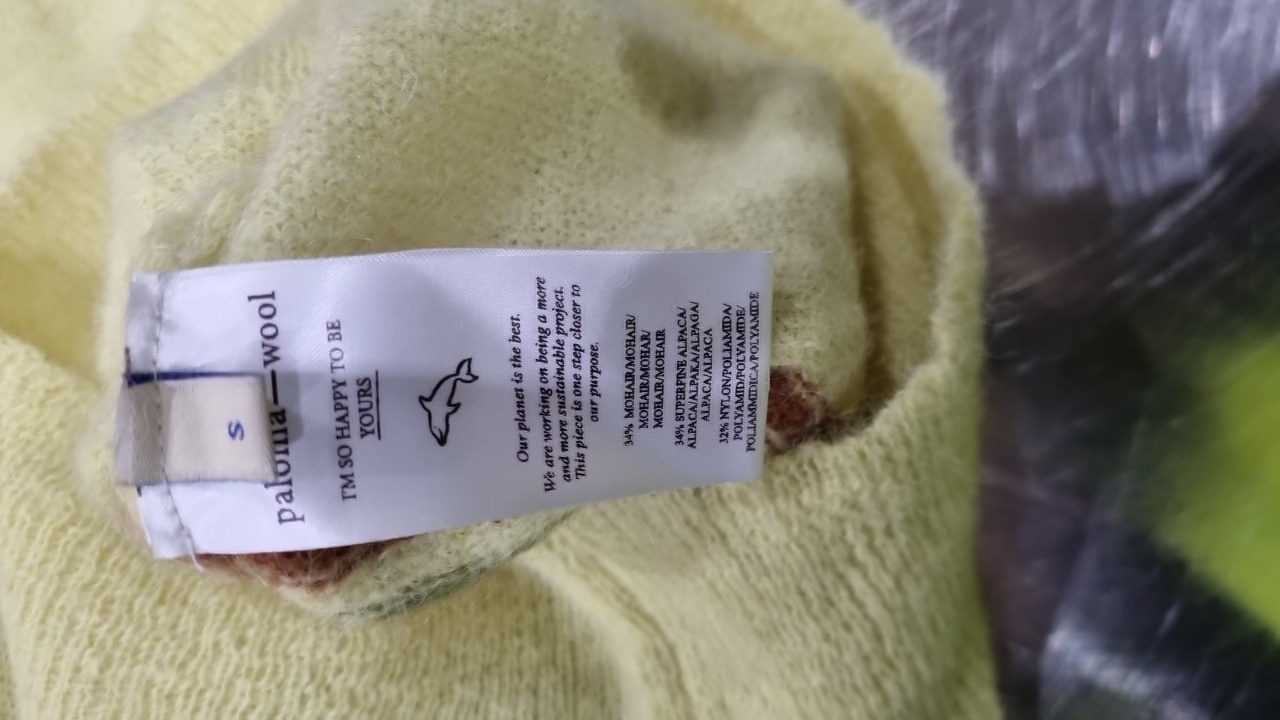 S
paloma—wool
I'M SO HAPPY TO BE
YOURS
Our planet is the best.
We are working on being a more
and more sustainable project.
This piece is one step closer to
our purpose.
34% MOHAIR/MOHAIR/
MOHAIR/MOHAR/
MOHAIR/MOHAIR
34% SUPERFINE ALPACA/
ALPACA/ALPAKA/ALPAGA/
ALPACA/ALPACA
32% NYLON/POLIAMIDA/
POLYAMID/POLYAMIDE/
POLIAMMIDICA/POLYAMIDE